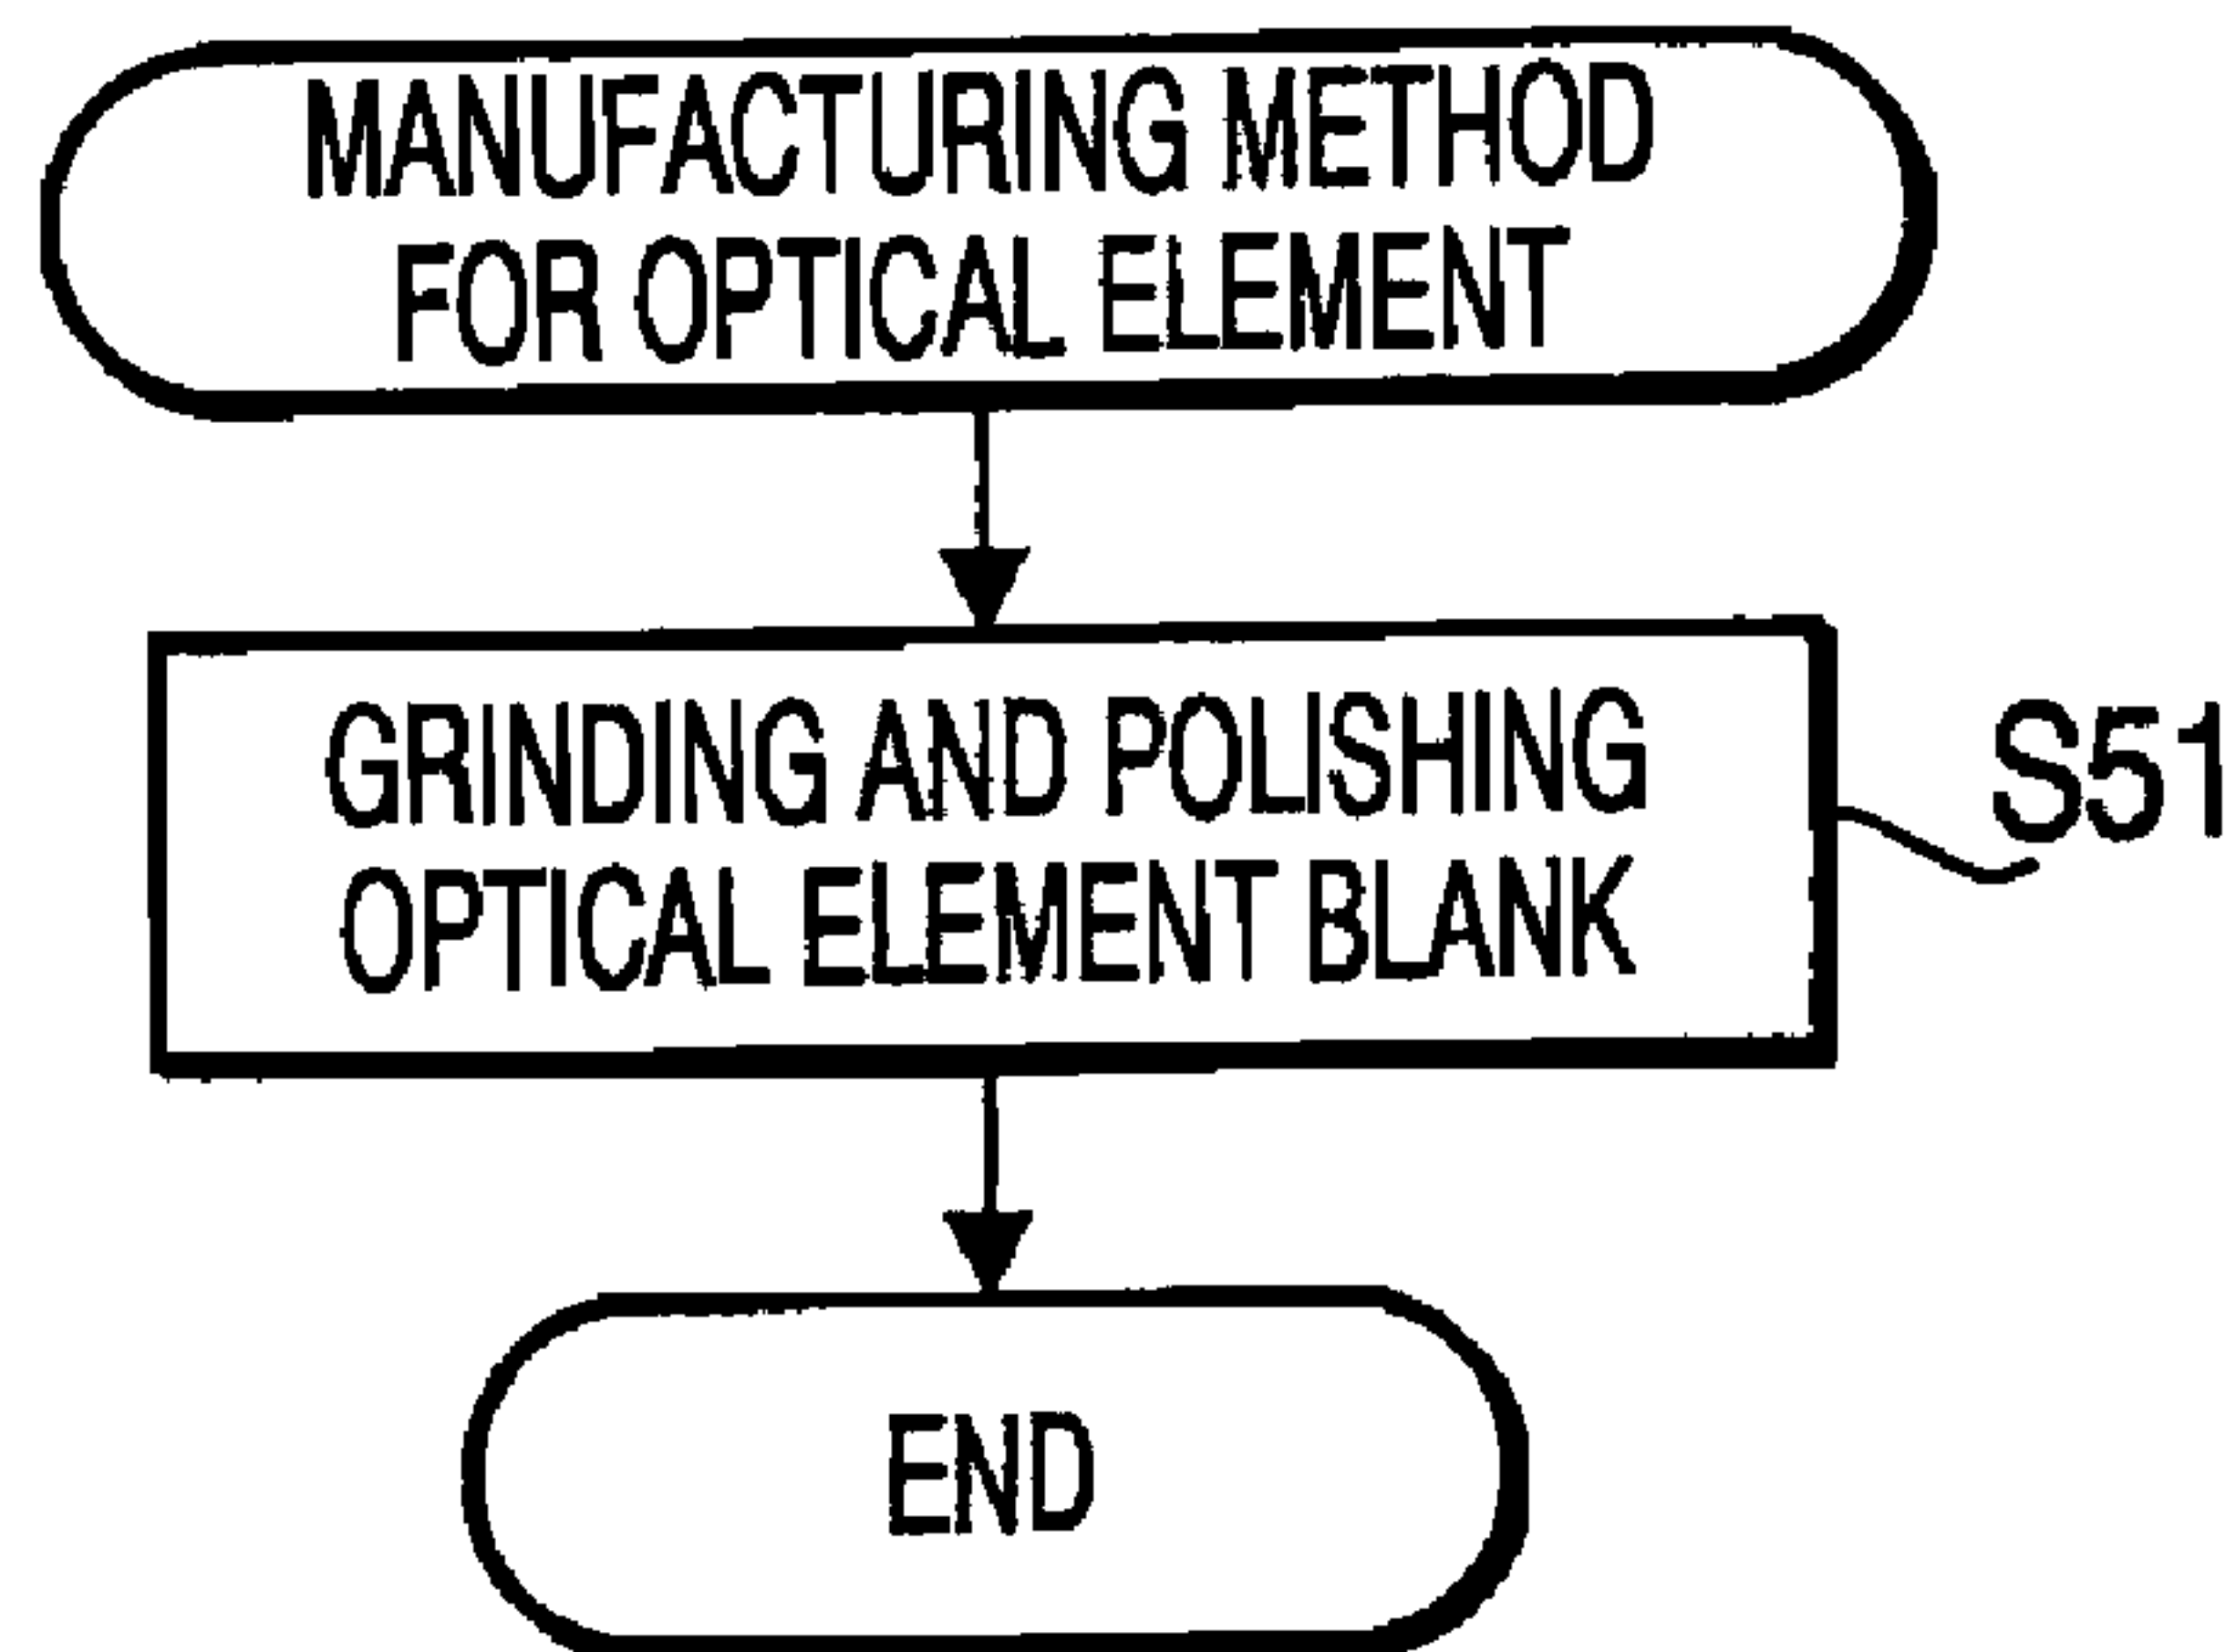 MANUFACTURING METHOD
FOR OPTICAL ELEMENT
GRINDING AND POLISHING
OPTICAL ELEMENT BLANK
S51
END